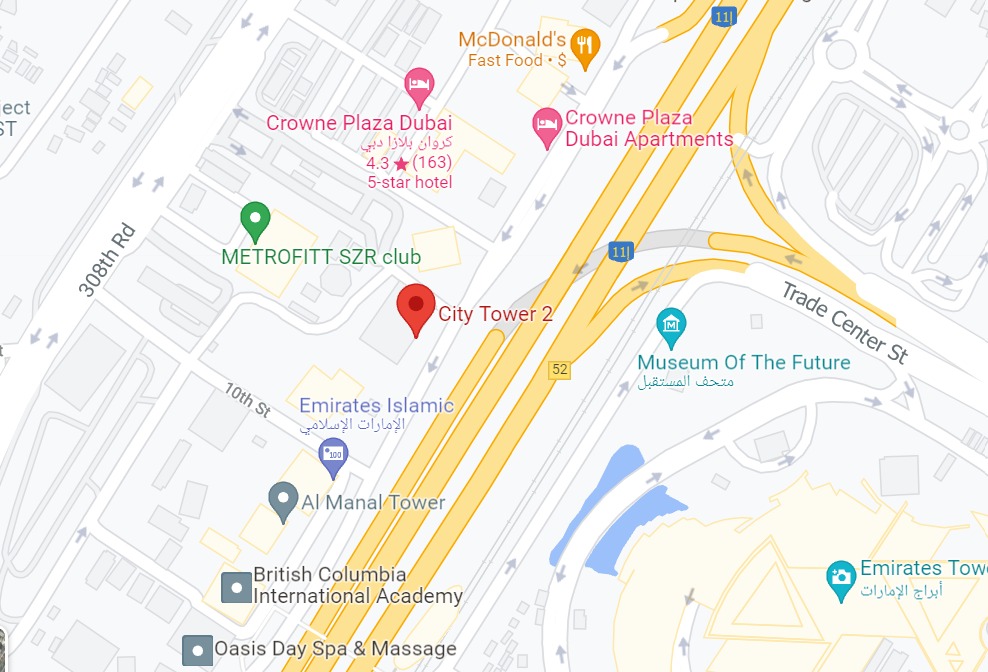 11
McDonald's
Fast Food • $
ject
ST
Crowne Plaza Dubai
كروان بلازا دبي
4.3 ★ (163)
5-star hotel
Crowne Plaza
Dubai Apartments
308th Rd
METROFITT SZR club
11
City Tower 2
Trade Center St
Museum Of The Future
متحف المستقبل
52
10th St
Emirates Islamic
الإمارات الإسلامي
100
Al Manal Tower
Emirates Tow
أبراج الإمارات
British Columbia
International Academy
Oasis Day Spa & Massage